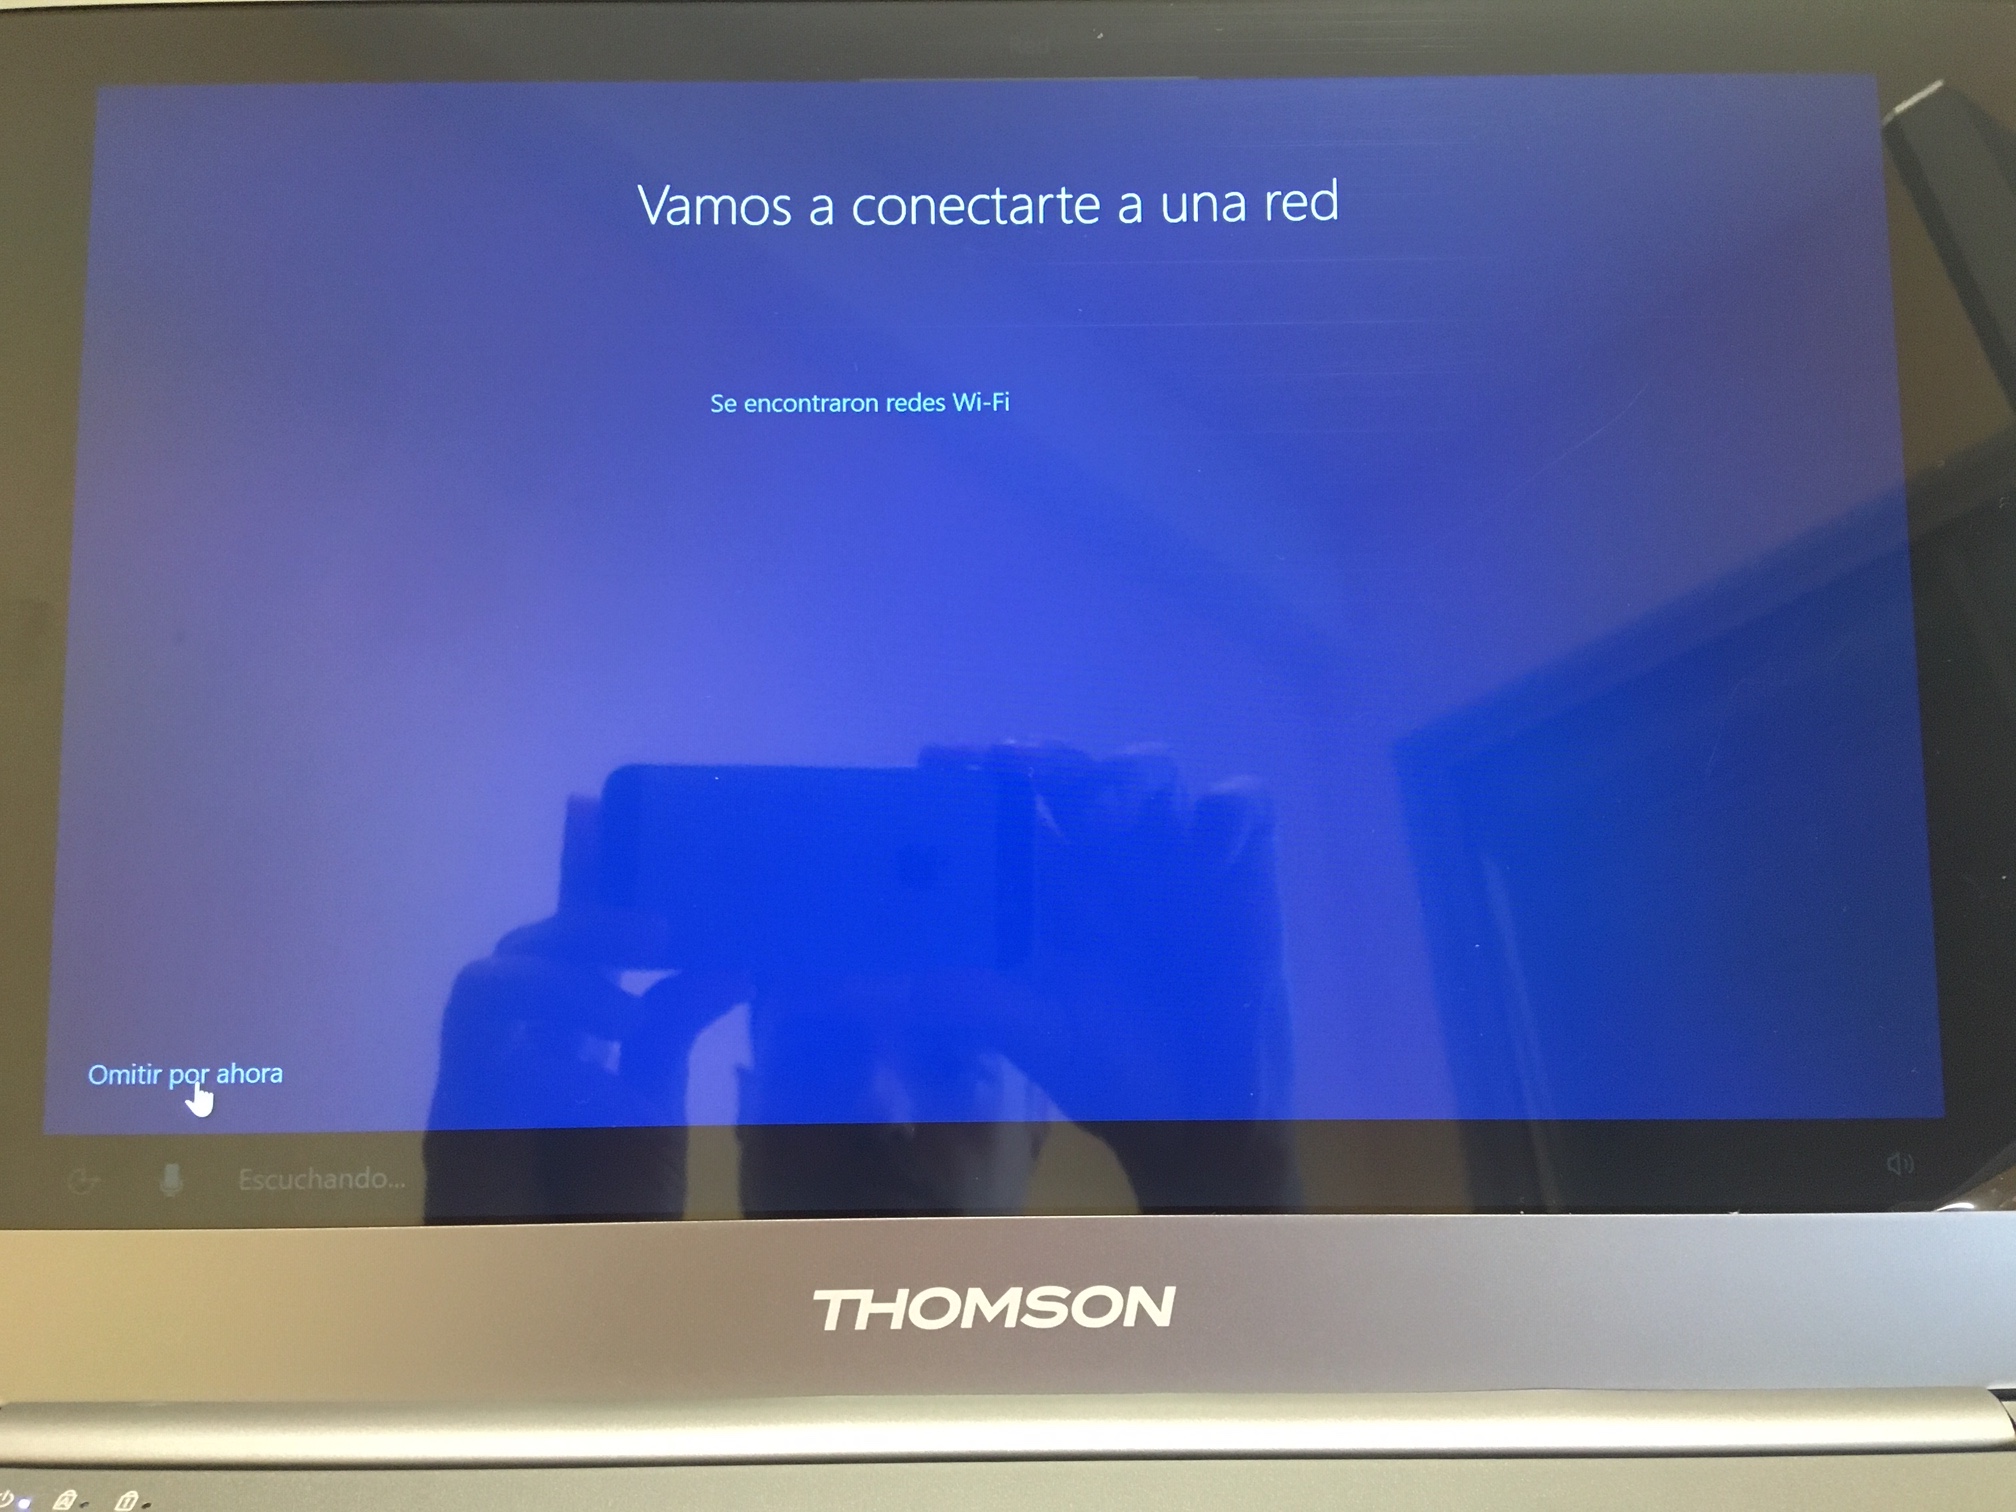 Vamos a conectarte a una red
Se encontraron redes Wi-Fi
Omitir por ahora
Escuchando...
THOMSON